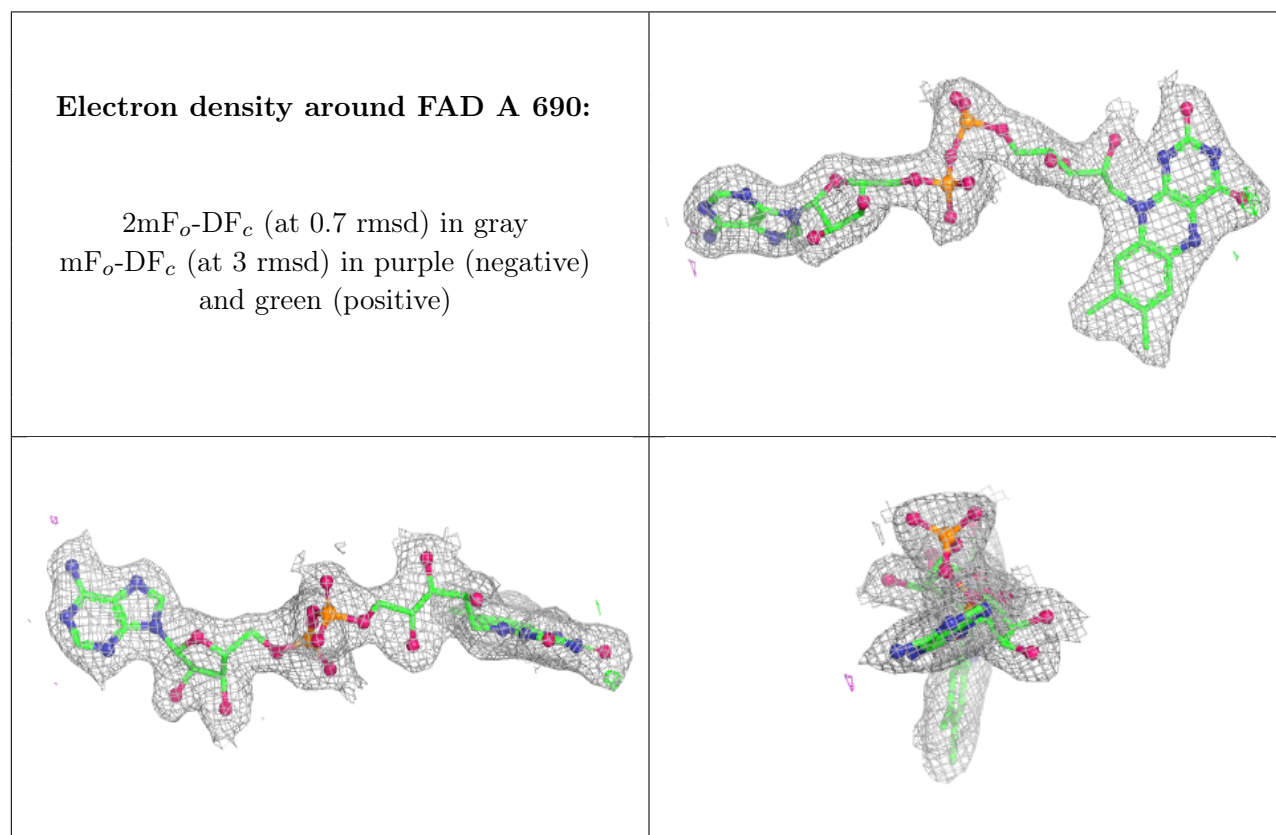 Electron density around FAD A 690:
2mFₒ-DF𝒸 (at 0.7 rmsd) in gray
mFₒ-DF𝒸 (at 3 rmsd) in purple (negative)
and green (positive)